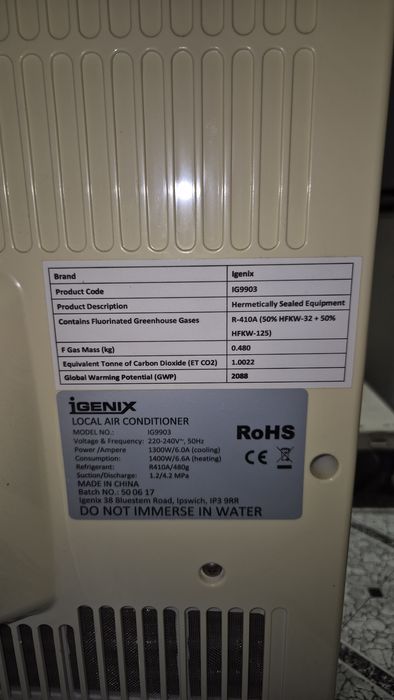 Brand Igenix
Product Code IG9903
Product Description Hermetically Sealed Equipment
Contains Fluorinated Greenhouse Gases R-410A (50% HFKW-32 + 50%
HFKW-125)
F Gas Mass (kg) 0.480
Equivalent Tonne of Carbon Dioxide (ET CO2) 1.0022
Global Warming Potential (GWP) 2088
iGENIX
LOCAL AIR CONDITIONER
MODEL NO.: IG9903
Voltage & Frequency: 220-240V~, 50Hz
Power /Ampere 1300W/6.0A (cooling)
Consumption: 1400W/6.6A (heating)
Refrigerant: R410A/480g
Suction/Discharge: 1.2/4.2 MPa
MADE IN CHINA
Batch NO.: 50 06 17
Igenix 38 Bluestem Road, Ipswich, IP3 9RR
DO NOT IMMERSE IN WATER
RoHS
CE